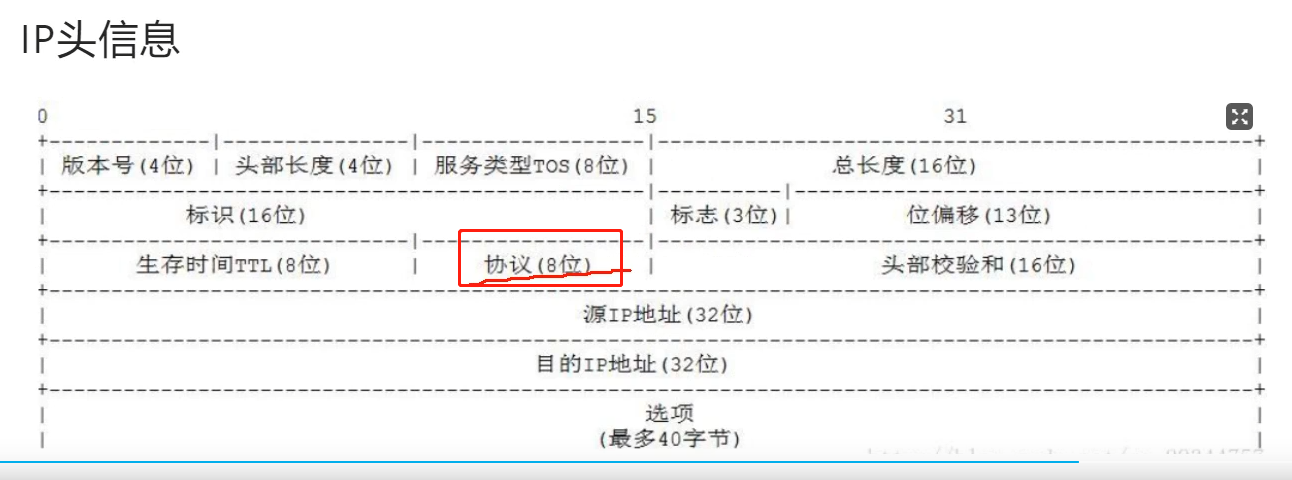 IP头信息
0 15 31
版本号(4位) 头部长度(4位) 服务类型TOS(8位) 总长度(16位)
标识(16位) 标志(3位) 位偏移(13位)
生存时间TTL(8位) 协议(8位) 头部校验和(16位)
源IP地址(32位)
目的IP地址(32位)
选项
(最多40字节)